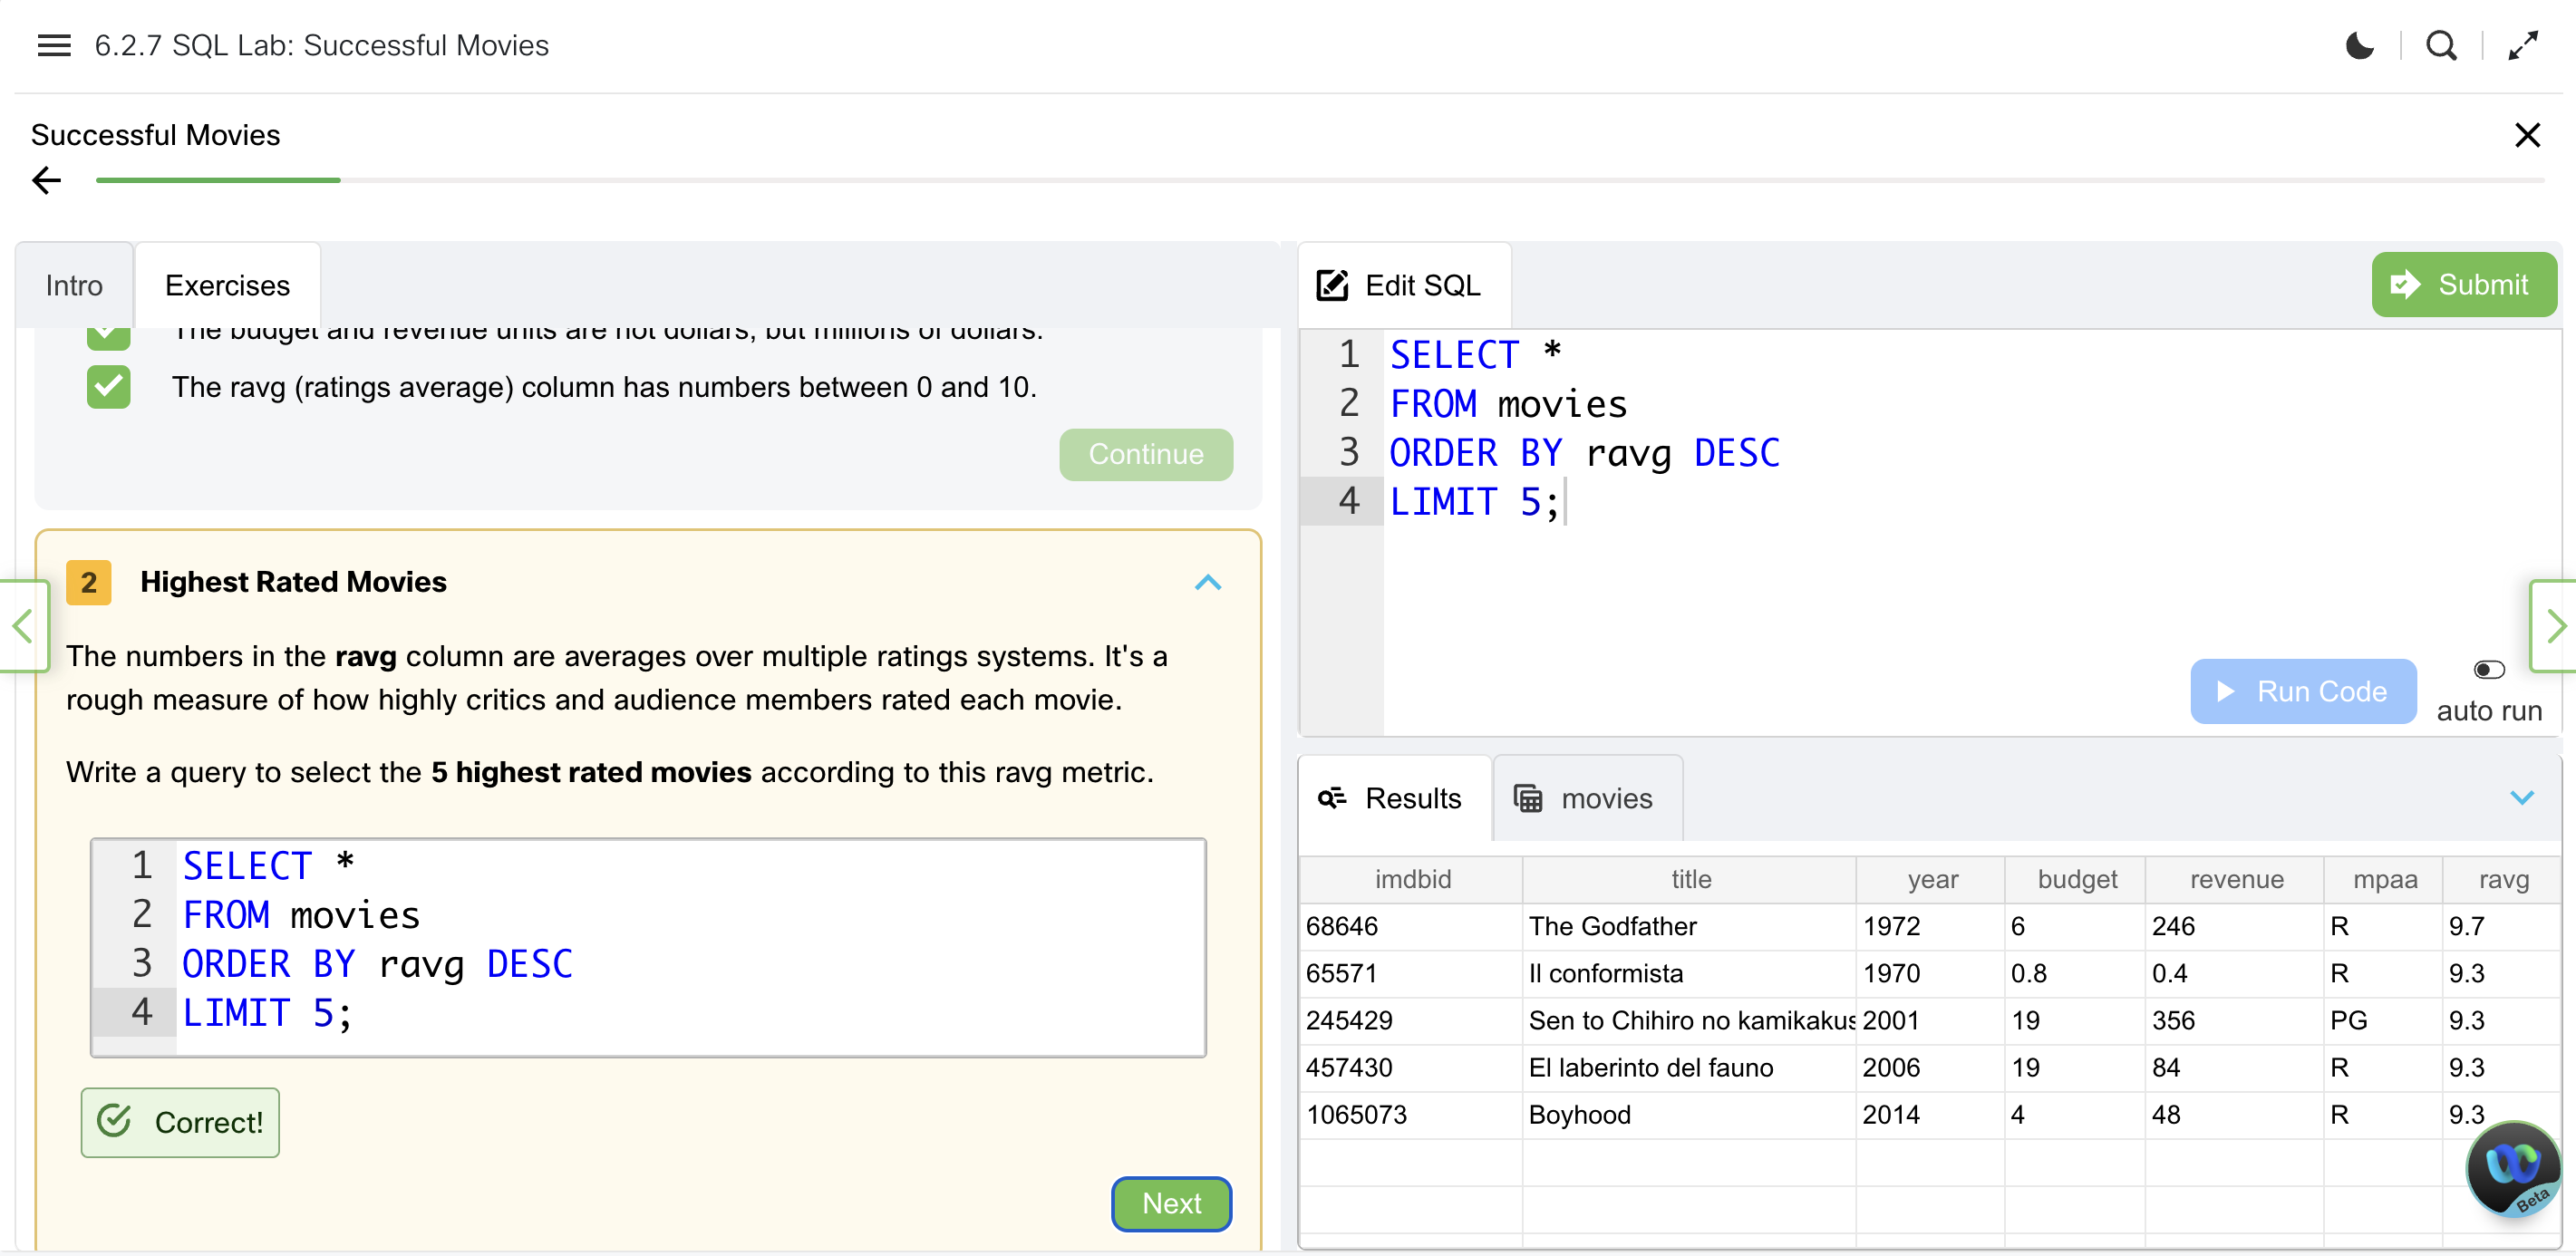 6.2.7 SQL Lab: Successful Movies
Successful Movies
Intro
Exercises
The budget and revenue units are not dollars, but millions of dollars.
The ravg (ratings average) column has numbers between 0 and 10.
Continue
2 Highest Rated Movies
The numbers in the ravg column are averages over multiple ratings systems. It's a
rough measure of how highly critics and audience members rated each movie.
Write a query to select the 5 highest rated movies according to this ravg metric.
1 SELECT *
2 FROM movies
3 ORDER BY ravg DESC
4 LIMIT 5;
Correct!
Next
Edit SQL
Submit
1 SELECT *
2 FROM movies
3 ORDER BY ravg DESC
4 LIMIT 5;
Run Code
auto run
Results
movies
imdbid title year budget revenue mpaa ravg
68646 The Godfather 1972 6 246 R 9.7
65571 Il conformista 1970 0.8 0.4 R 9.3
245429 Sen to Chihiro no kamikakus 2001 19 356 PG 9.3
457430 El laberinto del fauno 2006 19 84 R 9.3
1065073 Boyhood 2014 4 48 R 9.3
Beta